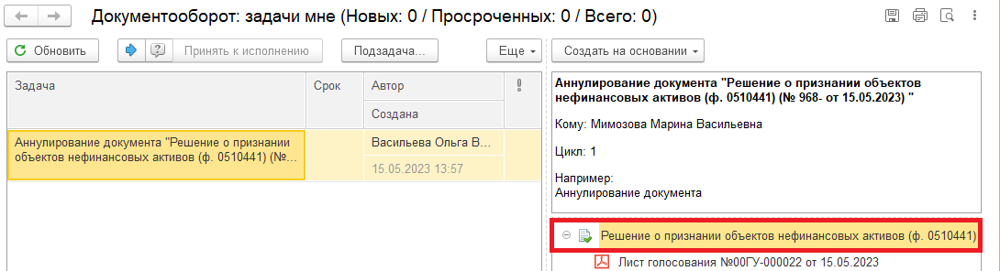 Документооборот: задачи мне (Новых: 0 / Просроченных: 0 / Всего: 0)
Обновить
Принять к исполнению
Подзадача...
Еще
Создать на основании
Задача
Срок
Автор
Создана
Аннулирование документа "Решение о признании
объектов нефинансовых активов (ф. 0510441) (№...
Васильева Ольга В...
15.05.2023 13:57
Аннулирование документа "Решение о признании объектов
нефинансовых активов (ф. 0510441) (№ 968- от 15.05.2023) "
Кому: Мимозова Марина Васильевна
Цикл: 1
Например:
Аннулирование документа
Решение о признании объектов нефинансовых активов (ф. 0510441)
Лист голосования №00ГУ-000022 от 15.05.2023